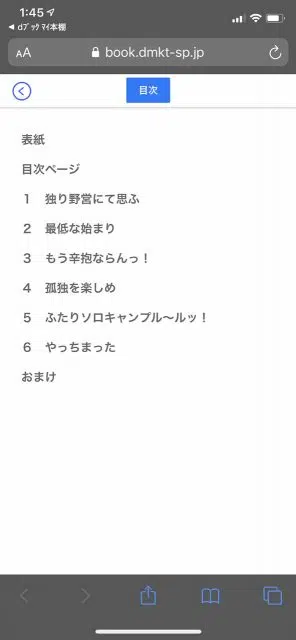 1:45
◀ dブック マイ本棚
AA book.dmkt-sp.jp
目次
表紙
目次ページ
1 独り野営にて思ふ
2 最低な始まり
3 もう辛抱ならんっ！
4 孤独を楽しめ
5 ふたりソロキャンプル〜ルッ！
6 やっちまった
おまけ